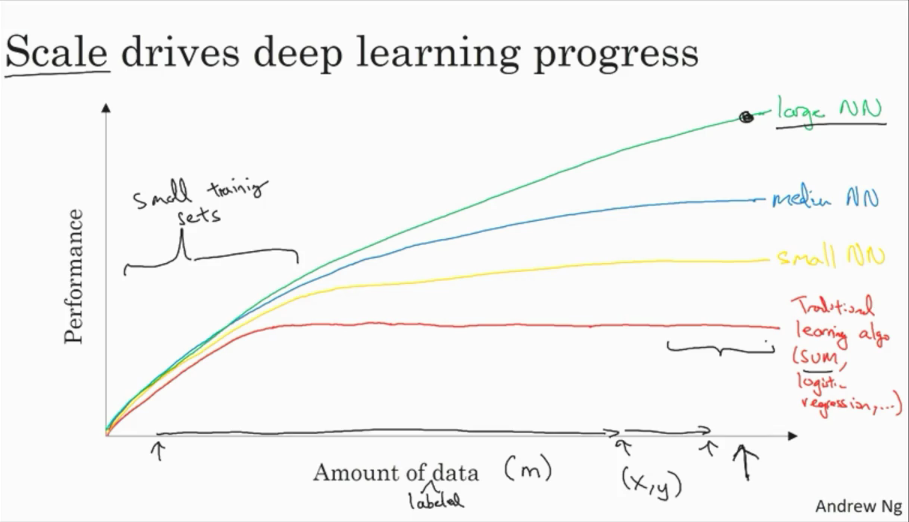 Scale drives deep learning progress
large NN
small training
sets
mediu NN
small NN
Performance
Traditional
learning algo
(SVM,
logistic
regression,...)
Amount of data (m)
labeled
(x,y)
Andrew Ng